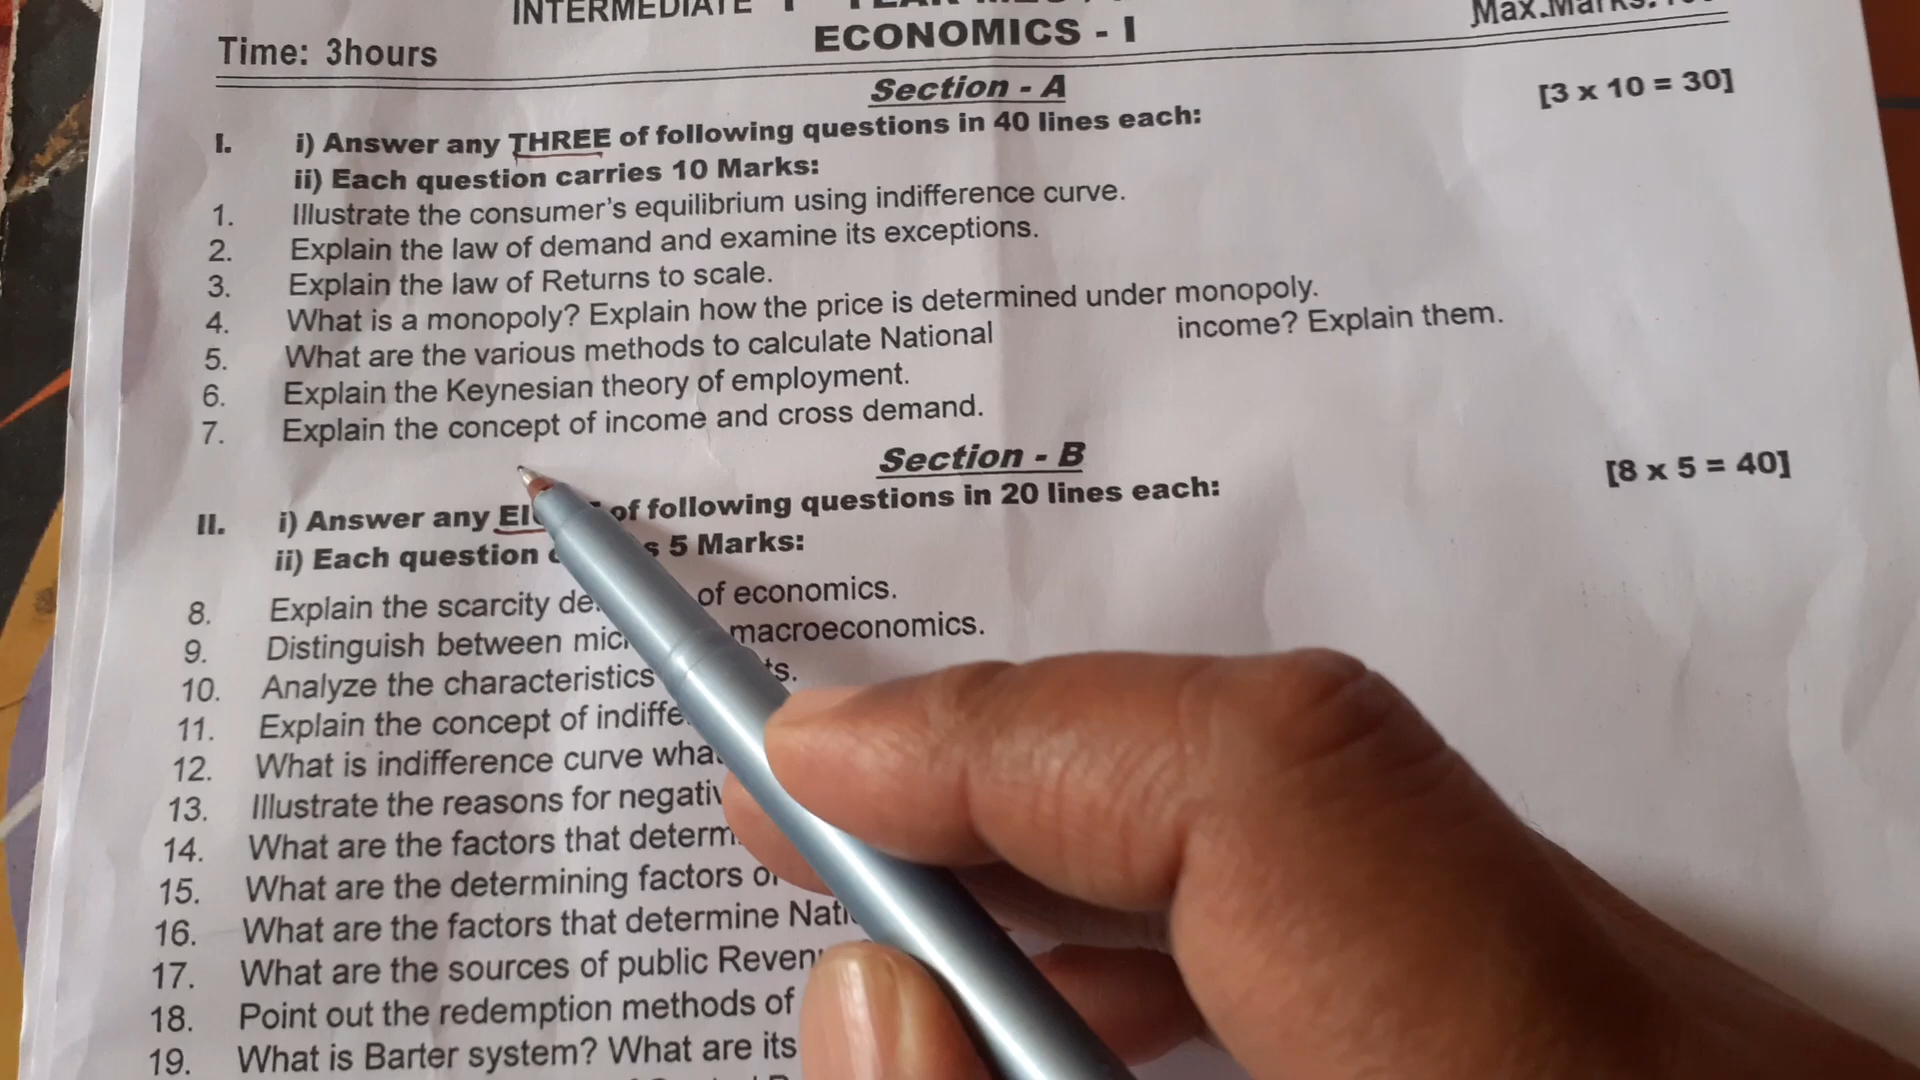 INTERMEDIATE
ECONOMICS - I
Time: 3hours
Max.Marks:
Section - A
[3 x 10 = 30]
I. i) Answer any THREE of following questions in 40 lines each:
ii) Each question carries 10 Marks:
1. Illustrate the consumer's equilibrium using indifference curve.
2. Explain the law of demand and examine its exceptions.
3. Explain the law of Returns to scale.
4. What is a monopoly? Explain how the price is determined under monopoly.
5. What are the various methods to calculate National income? Explain them.
6. Explain the Keynesian theory of employment.
7. Explain the concept of income and cross demand.
Section - B
[8 x 5 = 40]
II. i) Answer any of following questions in 20 lines each:
ii) Each question 5 Marks:
8. Explain the scarcity of economics.
9. Distinguish between macroeconomics.
10. Analyze the characteristics
11. Explain the concept of
12. What is indifference curve
13. Illustrate the reasons for
14. What are the factors that
15. What are the determining factors
16. What are the factors that determine
17. What are the sources of public
18. Point out the redemption methods of
19. What is Barter system? What are its